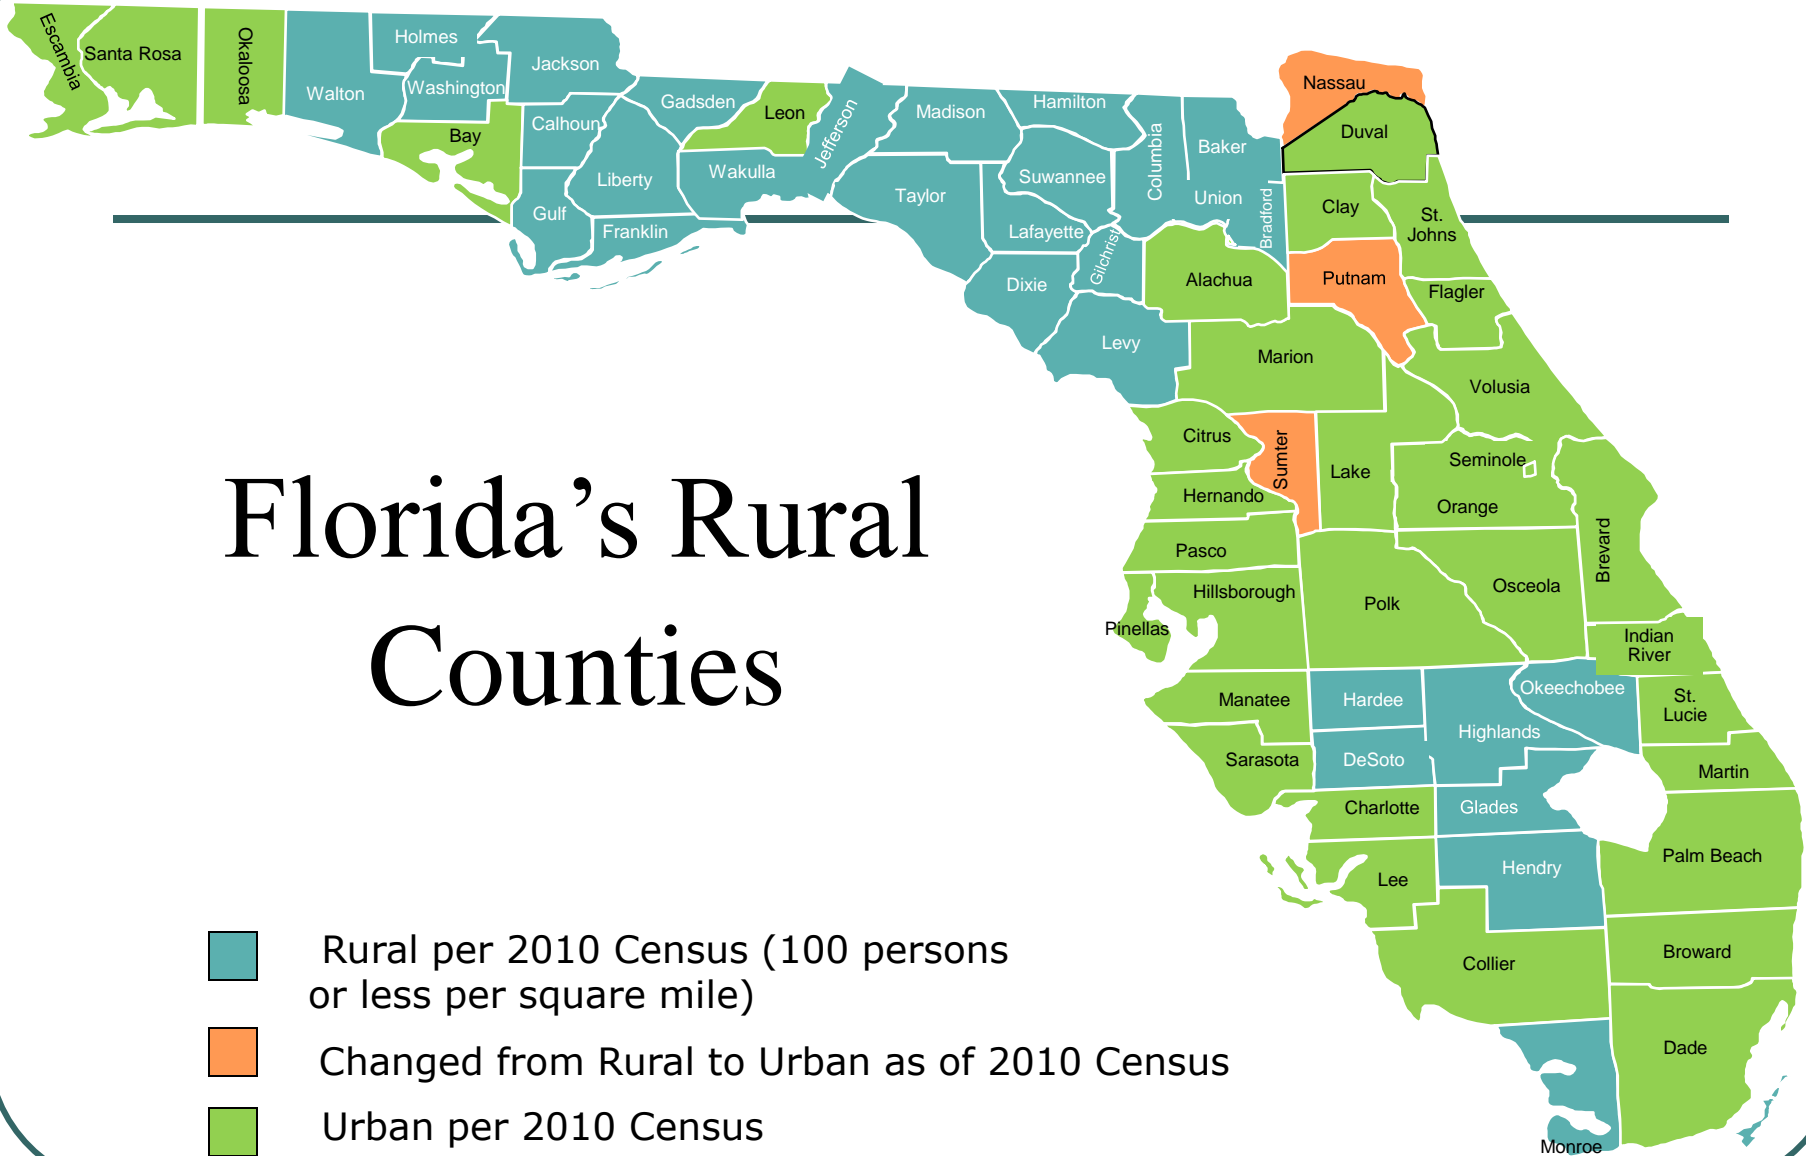 Escambia
Santa Rosa
Okaloosa
Walton
Holmes
Washington
Jackson
Bay
Calhoun
Gulf
Liberty
Franklin
Gadsden
Leon
Wakulla
Jefferson
Madison
Taylor
Hamilton
Suwannee
Lafayette
Dixie
Gilchrist
Columbia
Baker
Union
Bradford
Nassau
Duval
Clay
St.
Johns
Putnam
Flagler
Alachua
Levy
Marion
Volusia
Citrus
Sumter
Lake
Seminole
Orange
Hernando
Pasco
Brevard
Hillsborough
Pinellas
Polk
Osceola
Indian
River
Manatee
Hardee
Okeechobee
St.
Lucie
Highlands
Sarasota
DeSoto
Martin
Charlotte
Glades
Lee
Hendry
Palm Beach
Collier
Broward
Dade
Monroe
Florida’s Rural
Counties
Rural per 2010 Census (100 persons
or less per square mile)
Changed from Rural to Urban as of 2010 Census
Urban per 2010 Census